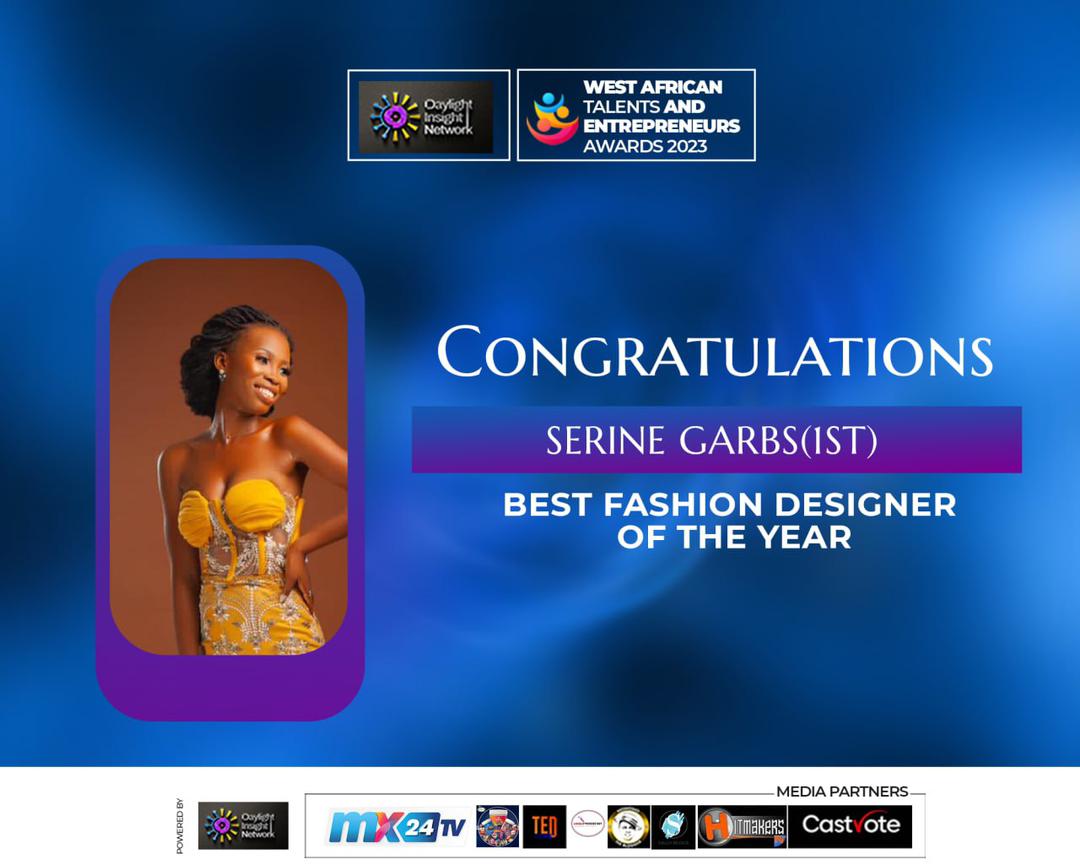 Daylight
Insight
Network
WEST AFRICAN
TALENTS AND
ENTREPRENEURS
AWARDS 2023
CONGRATULATIONS
SERINE GARBS(1ST)
BEST FASHION DESIGNER
OF THE YEAR
POWERED BY
Daylight
Insight
Network
MEDIA PARTNERS
MX24TV
TEQ
HITMAKERS
CastVote